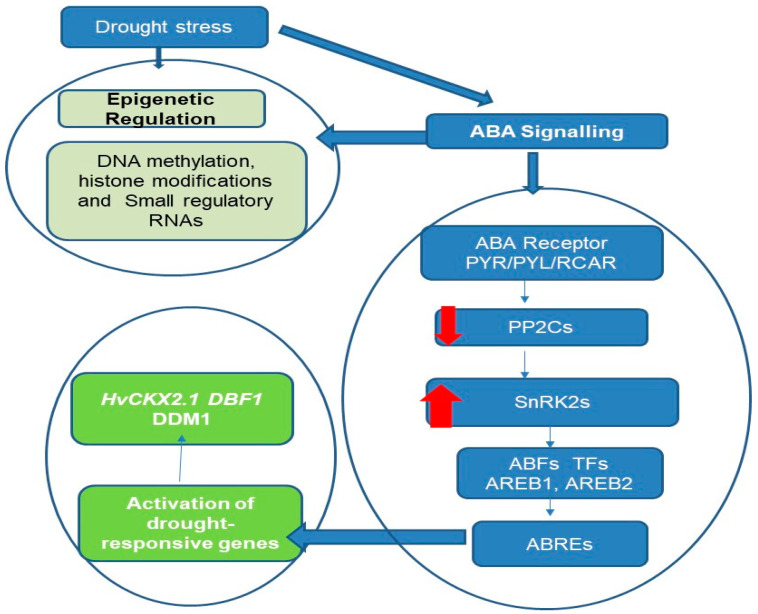 Drought stress
Epigenetic
Regulation
DNA methylation,
histone modifications
and Small regulatory
RNAs
ABA Signalling
ABA Receptor
PYR/PYL/RCAR
PP2Cs
SnRK2s
ABFs TFs
AREB1, AREB2
ABREs
HvCKX2.1 DBF1
DDM1
Activation of
drought-
responsive genes